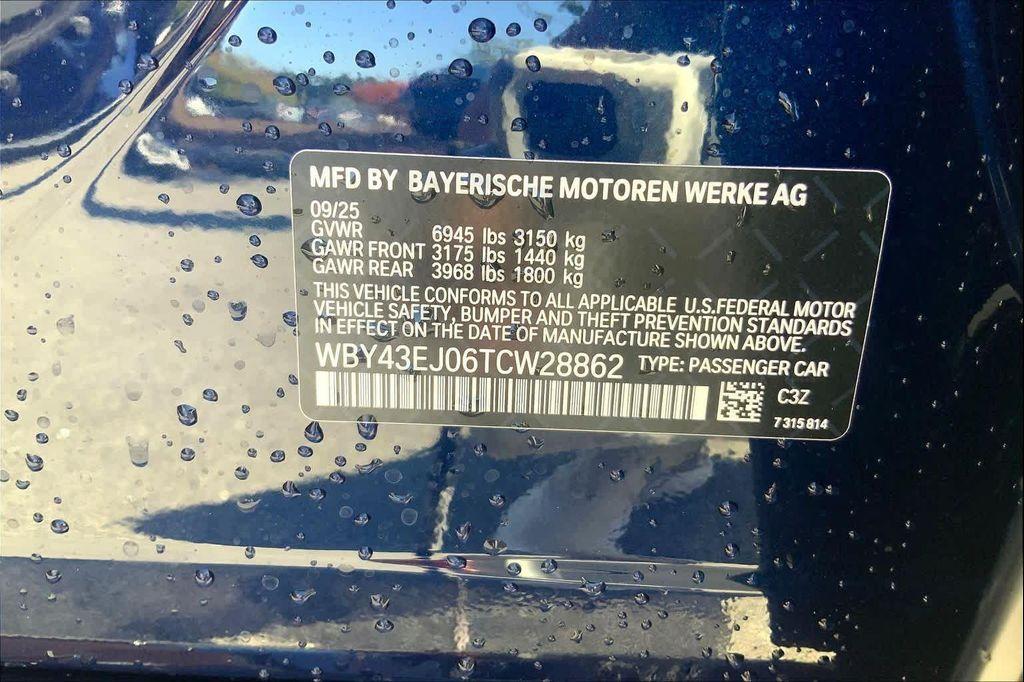 MFD BY BAYERISCHE MOTOREN WERKE AG
09/25
GVWR 6945 lbs 3150 kg
GAWR FRONT 3175 lbs 1440 kg
GAWR REAR 3968 lbs 1800 kg
THIS VEHICLE CONFORMS TO ALL APPLICABLE U.S.FEDERAL MOTOR
VEHICLE SAFETY, BUMPER AND THEFT PREVENTION STANDARDS
IN EFFECT ON THE DATE OF MANUFACTURE SHOWN ABOVE.
WBY43EJ06TCW28862 TYPE: PASSENGER CAR
C3Z
7 315 814